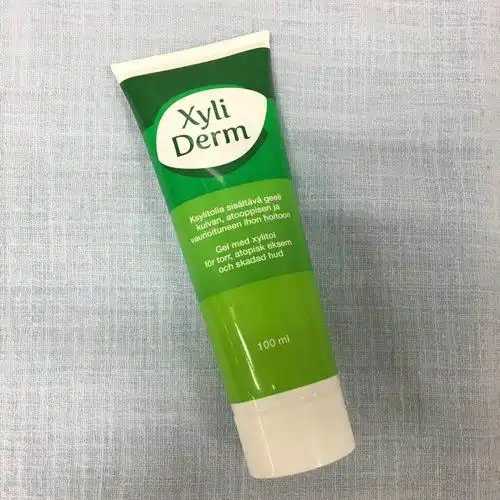 Xyli
Derm
Ksylitolia sisältävä geeli
kuivan, atooppisen ja
vaurioituneen ihon hoitoon
Gel med xylitol
för torr, atopisk eksem
och skadad hud
100 ml